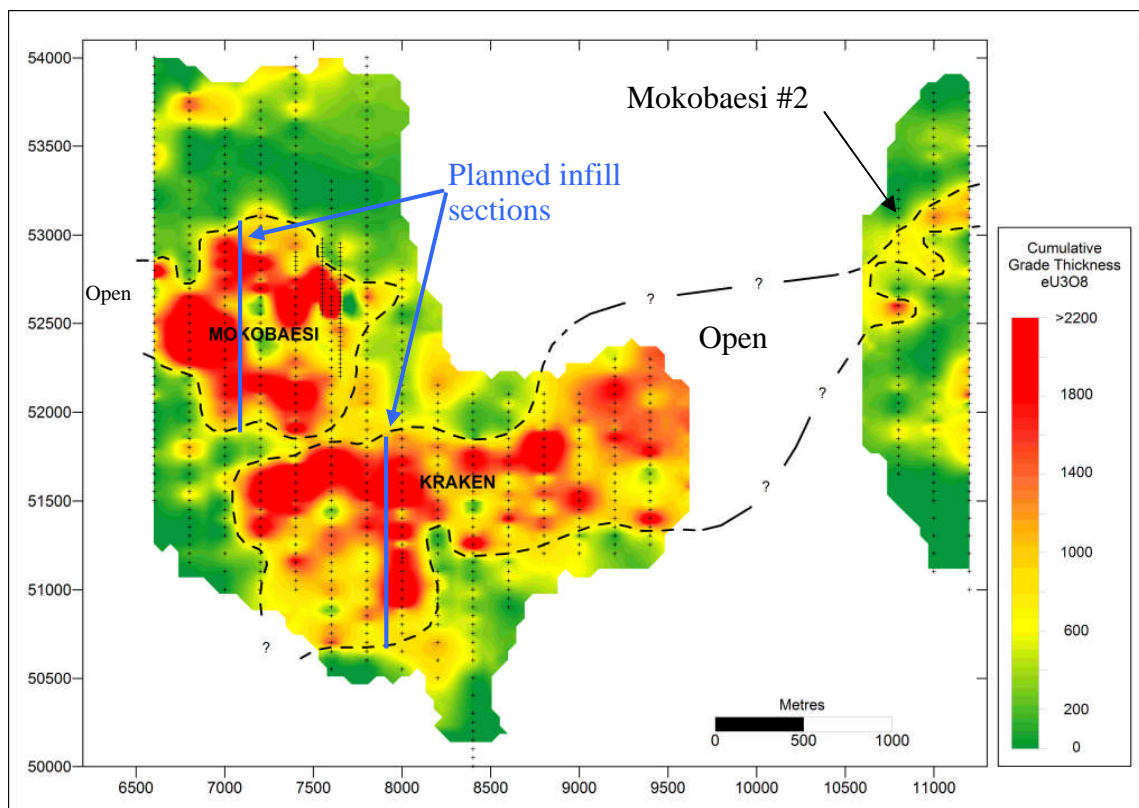 54000
53500
53000
52500
52000
51500
51000
50500
50000
6500 7000 7500 8000 8500 9000 9500 10000 10500 11000
Mokobaesi #2
Planned infill
sections
Open
MOKOBAESI
KRAKEN
Open
?
?
?
?
?
?
Metres
0 500 1000
Cumulative
Grade Thickness
eU3O8
>2200
1800
1400
1000
600
200
0